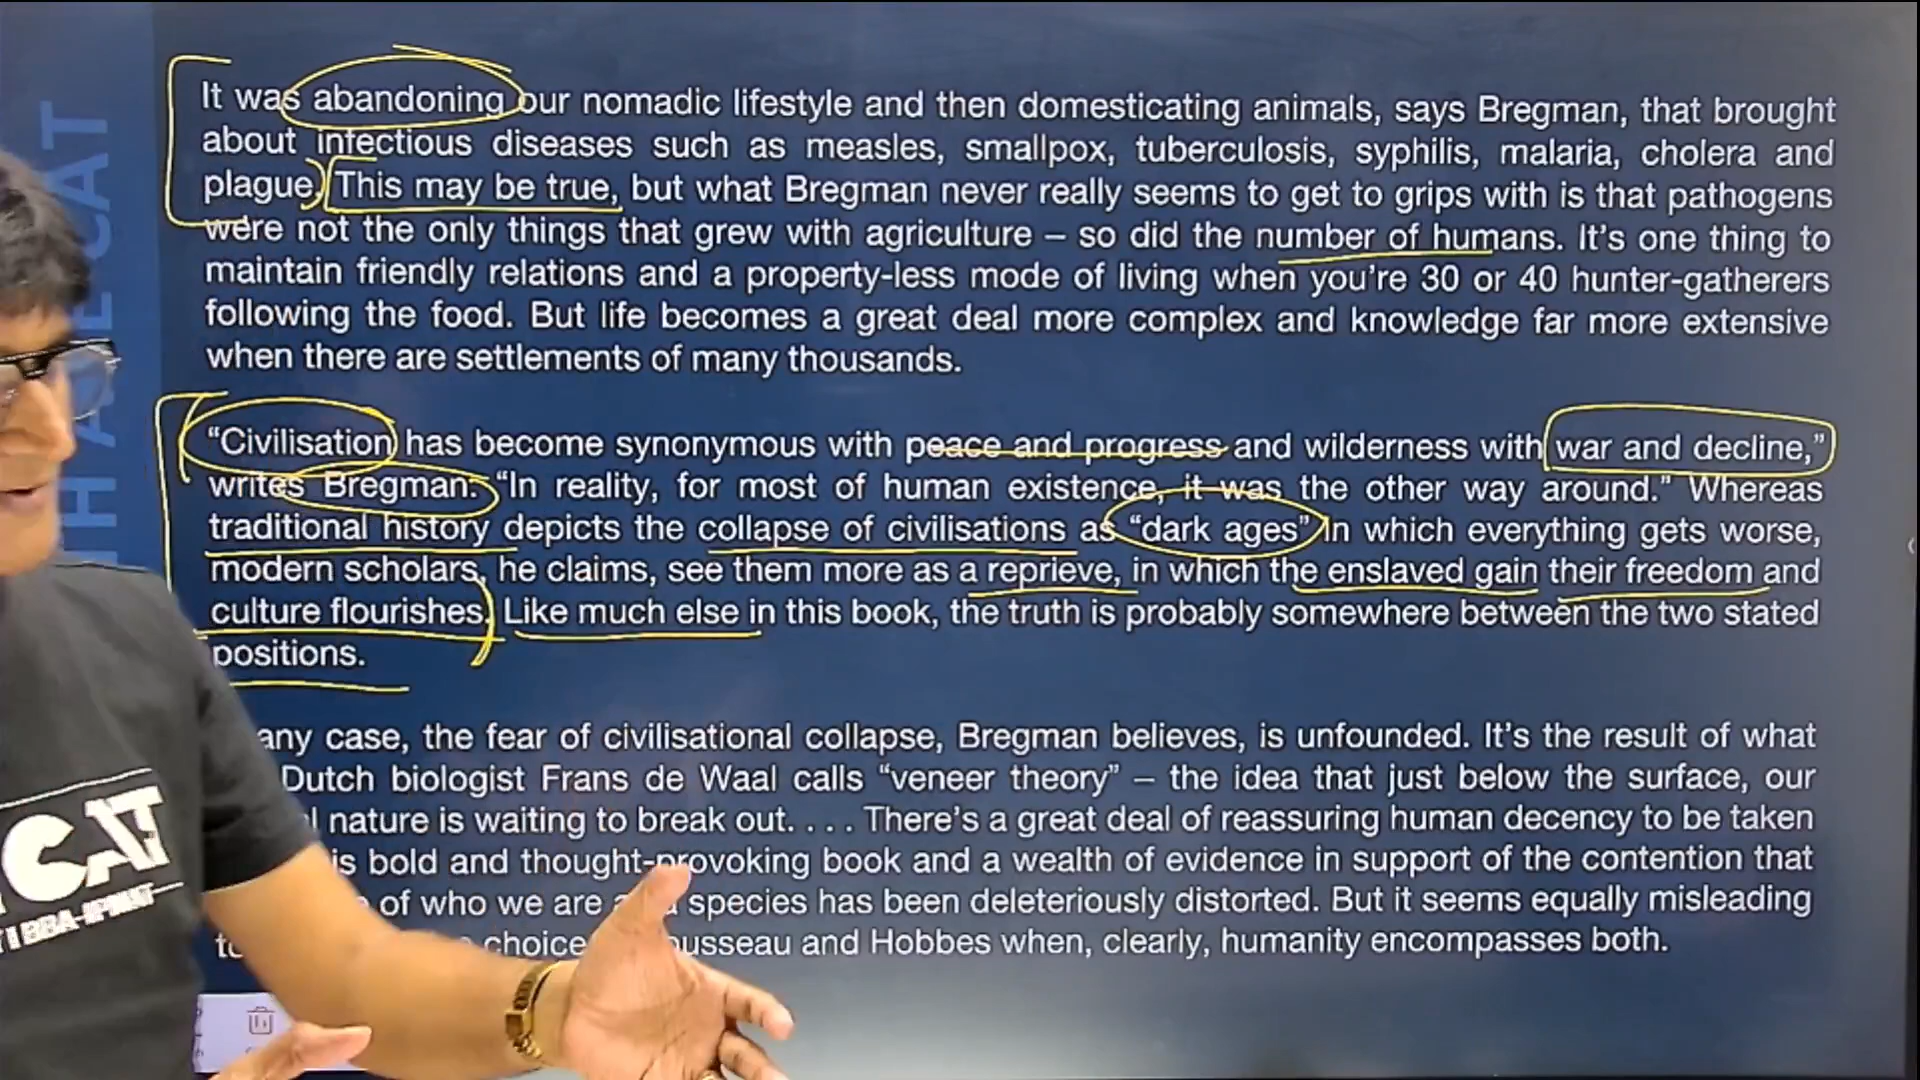 It was abandoning our nomadic lifestyle and then domesticating animals, says Bregman, that brought
about infectious diseases such as measles, smallpox, tuberculosis, syphilis, malaria, cholera and
plague. This may be true, but what Bregman never really seems to get to grips with is that pathogens
were not the only things that grew with agriculture – so did the number of humans. It's one thing to
maintain friendly relations and a property-less mode of living when you're 30 or 40 hunter-gatherers
following the food. But life becomes a great deal more complex and knowledge far more extensive
when there are settlements of many thousands.
“Civilisation has become synonymous with peace and progress and wilderness with war and decline,”
writes Bregman. “In reality, for most of human existence, it was the other way around.” Whereas
traditional history depicts the collapse of civilisations as “dark ages” in which everything gets worse,
modern scholars, he claims, see them more as a reprieve, in which the enslaved gain their freedom and
culture flourishes. Like much else in this book, the truth is probably somewhere between the two stated
positions.
any case, the fear of civilisational collapse, Bregman believes, is unfounded. It's the result of what
Dutch biologist Frans de Waal calls “veneer theory” – the idea that just below the surface, our
nature is waiting to break out. . . . There's a great deal of reassuring human decency to be taken
is bold and thought-provoking book and a wealth of evidence in support of the contention that
of who we are species has been deleteriously distorted. But it seems equally misleading
choice and Hobbes when, clearly, humanity encompasses both.
CAT
BBA-IPMAT